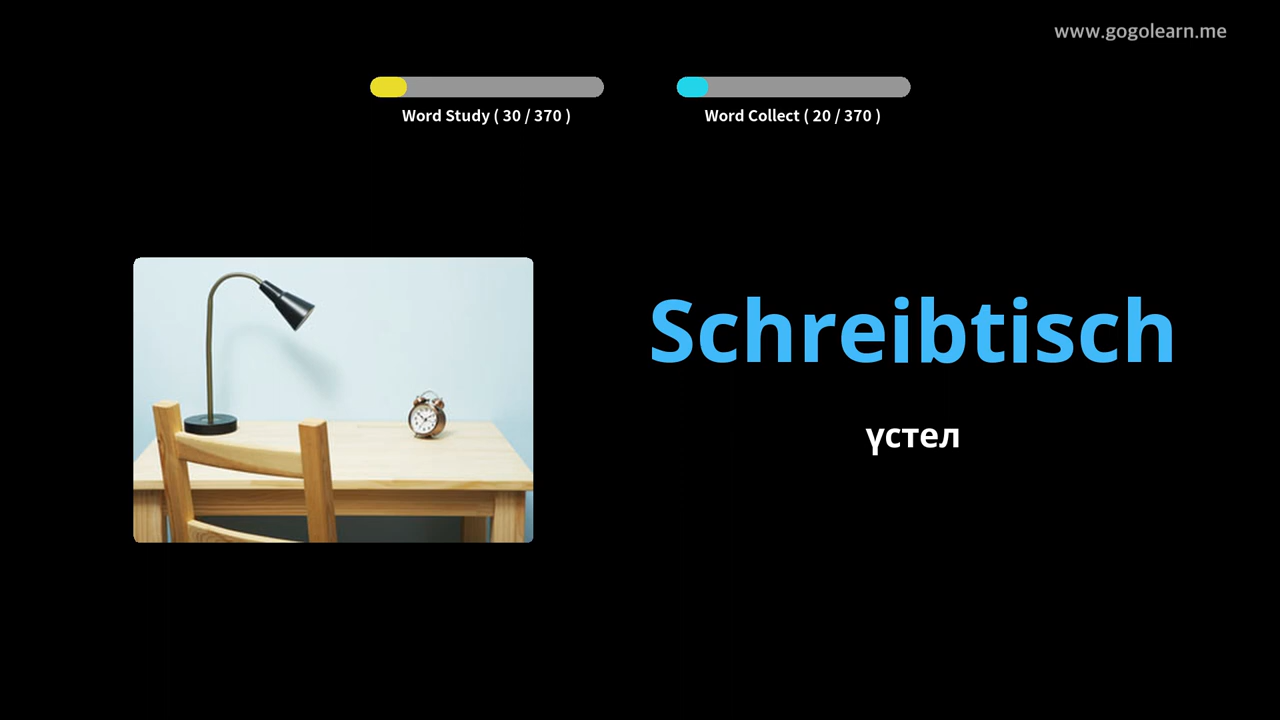 www.gogolearn.me
Word Study ( 30 / 370 )
Word Collect ( 20 / 370 )
Schreibtisch
үстел